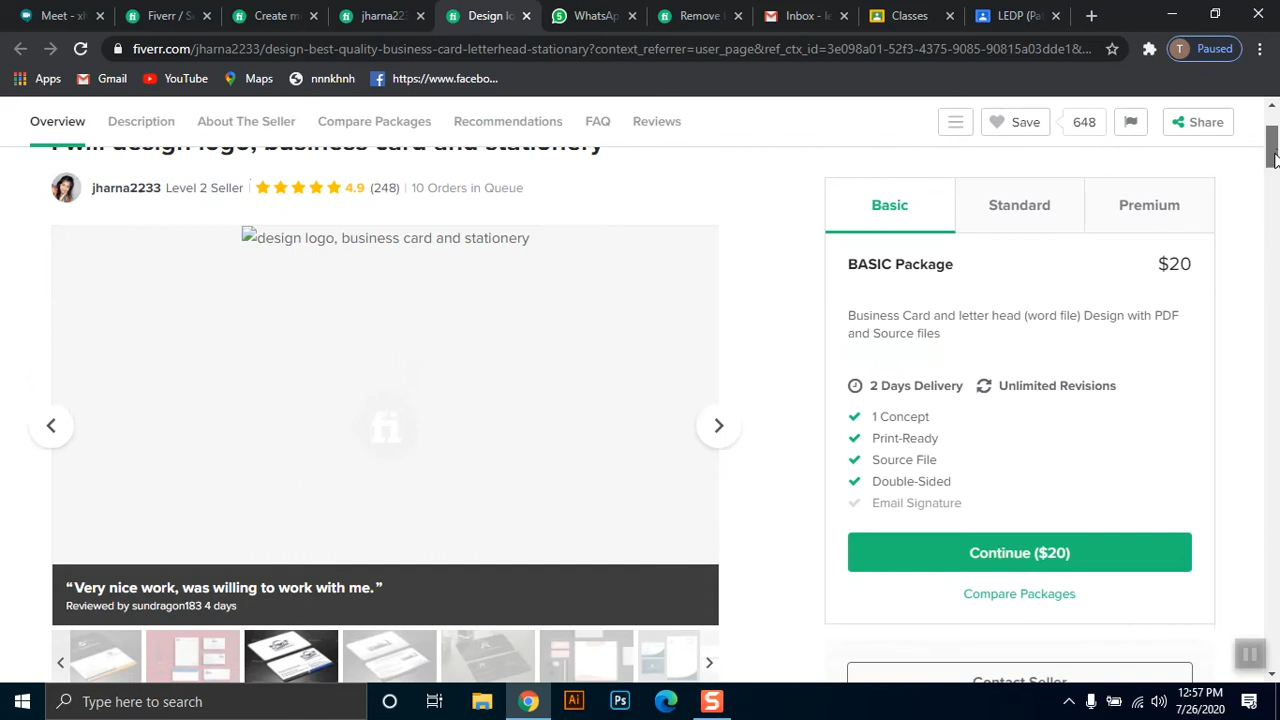 Meet - xl
Fiverr / S
Create m
jharna223
Design lo
WhatsAp
Remove
Inbox -
Classes
LEDP (Pa
fiverr.com/jharna2233/design-best-quality-business-card-letterhead-stationary?context_referrer=user_page&ref_ctx_id=3e098a01-52f3-4375-9085-90815a03dde1&...
T Paused
Apps
Gmail
YouTube
Maps
nnnkhnh
https://www.facebo...
Overview
Description
About The Seller
Compare Packages
Recommendations
FAQ
Reviews
Save
648
Share
I will design logo, business card and stationery
jharna2233 Level 2 Seller 4.9 (248) 10 Orders in Queue
design logo, business card and stationery
fi
“Very nice work, was willing to work with me.”
Reviewed by sundragon183 4 days
Basic
Standard
Premium
BASIC Package $20
Business Card and letter head (word file) Design with PDF
and Source files
2 Days Delivery
Unlimited Revisions
1 Concept
Print-Ready
Source File
Double-Sided
Email Signature
Continue ($20)
Compare Packages
Contact Seller
Type here to search
Ai
Ps
S
12:57 PM
7/26/2020